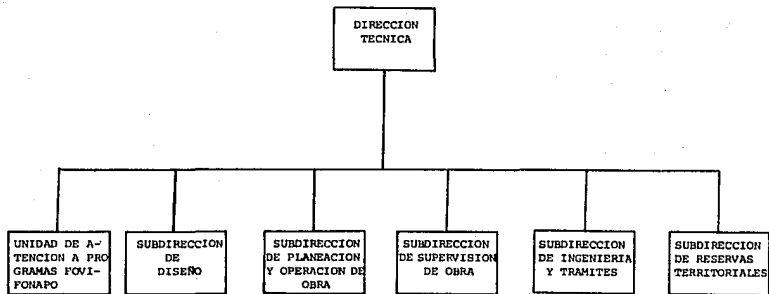 DIRECCION
TECNICA
UNIDAD DE A-
TENCION A PRO
GRAMAS FOVI-
FONAPO
SUBDIRECCION
DE
DISEÑO
SUBDIRECCION
DE PLANEACION
Y OPERACION DE
OBRA
SUBDIRECCION
DE SUPERVISION
DE OBRA
SUBDIRECCION
DE INGENIERIA
Y TRAMITES
SUBDIRECCION
DE RESERVAS
TERRITORIALES